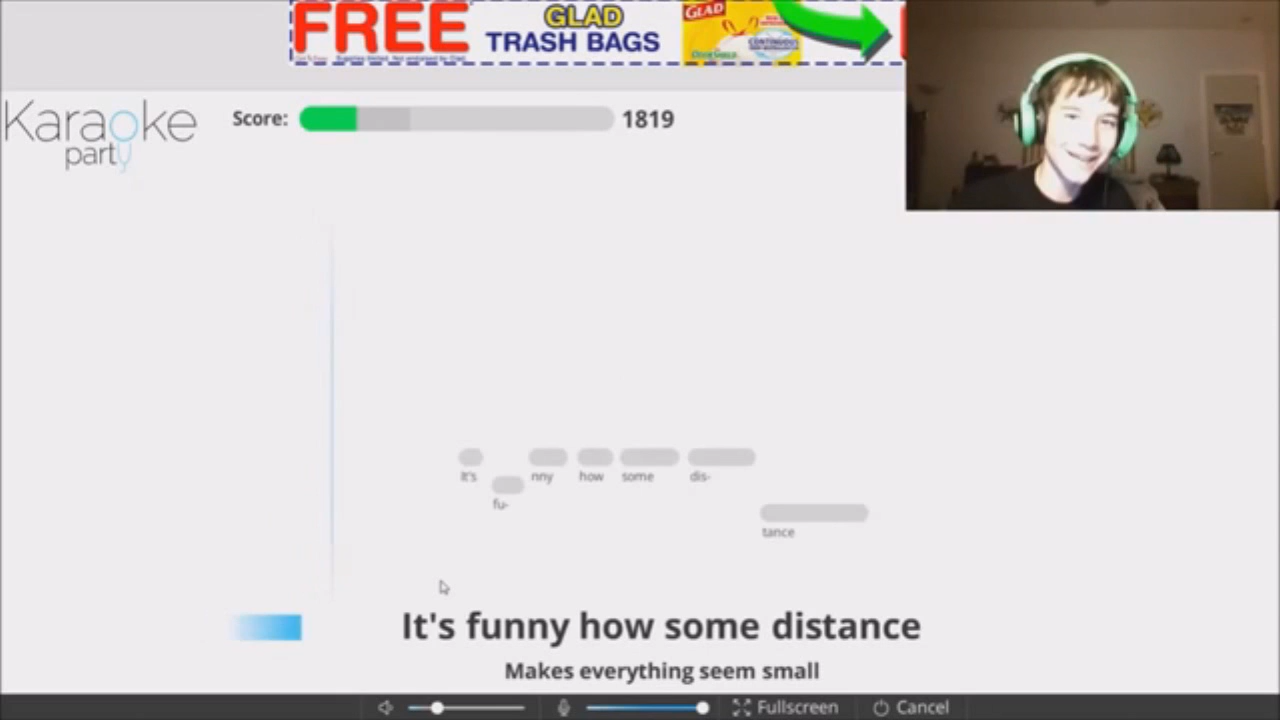 FREE
GLAD
TRASH BAGS
GLAD
Karaoke
party
Score:
1819
It's
nny
how
some
dis-
fu-
tance
It's funny how some distance
Makes everything seem small
Fullscreen
Cancel